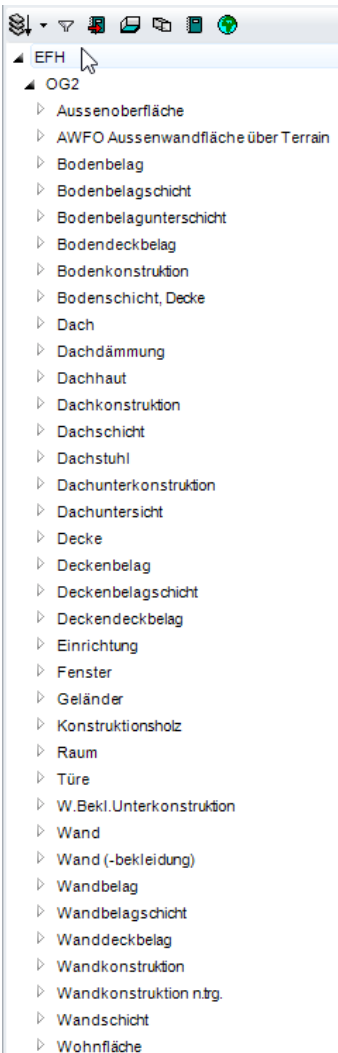 EFH
OG2
Aussenoberfläche
AWFO Aussenwandfläche über Terrain
Bodenbelag
Bodenbelagschicht
Bodenbelagunterschicht
Bodendeckbelag
Bodenkonstruktion
Bodenschicht, Decke
Dach
Dachdämmung
Dachhaut
Dachkonstruktion
Dachschicht
Dachstuhl
Dachunterkonstruktion
Dachuntersicht
Decke
Deckenbelag
Deckenbelagschicht
Deckendeckbelag
Einrichtung
Fenster
Geländer
Konstruktionsholz
Raum
Türe
W.Bekl.Unterkonstruktion
Wand
Wand (-bekleidung)
Wandbelag
Wandbelagschicht
Wanddeckbelag
Wandkonstruktion
Wandkonstruktion n.trg.
Wandschicht
Wohnfläche